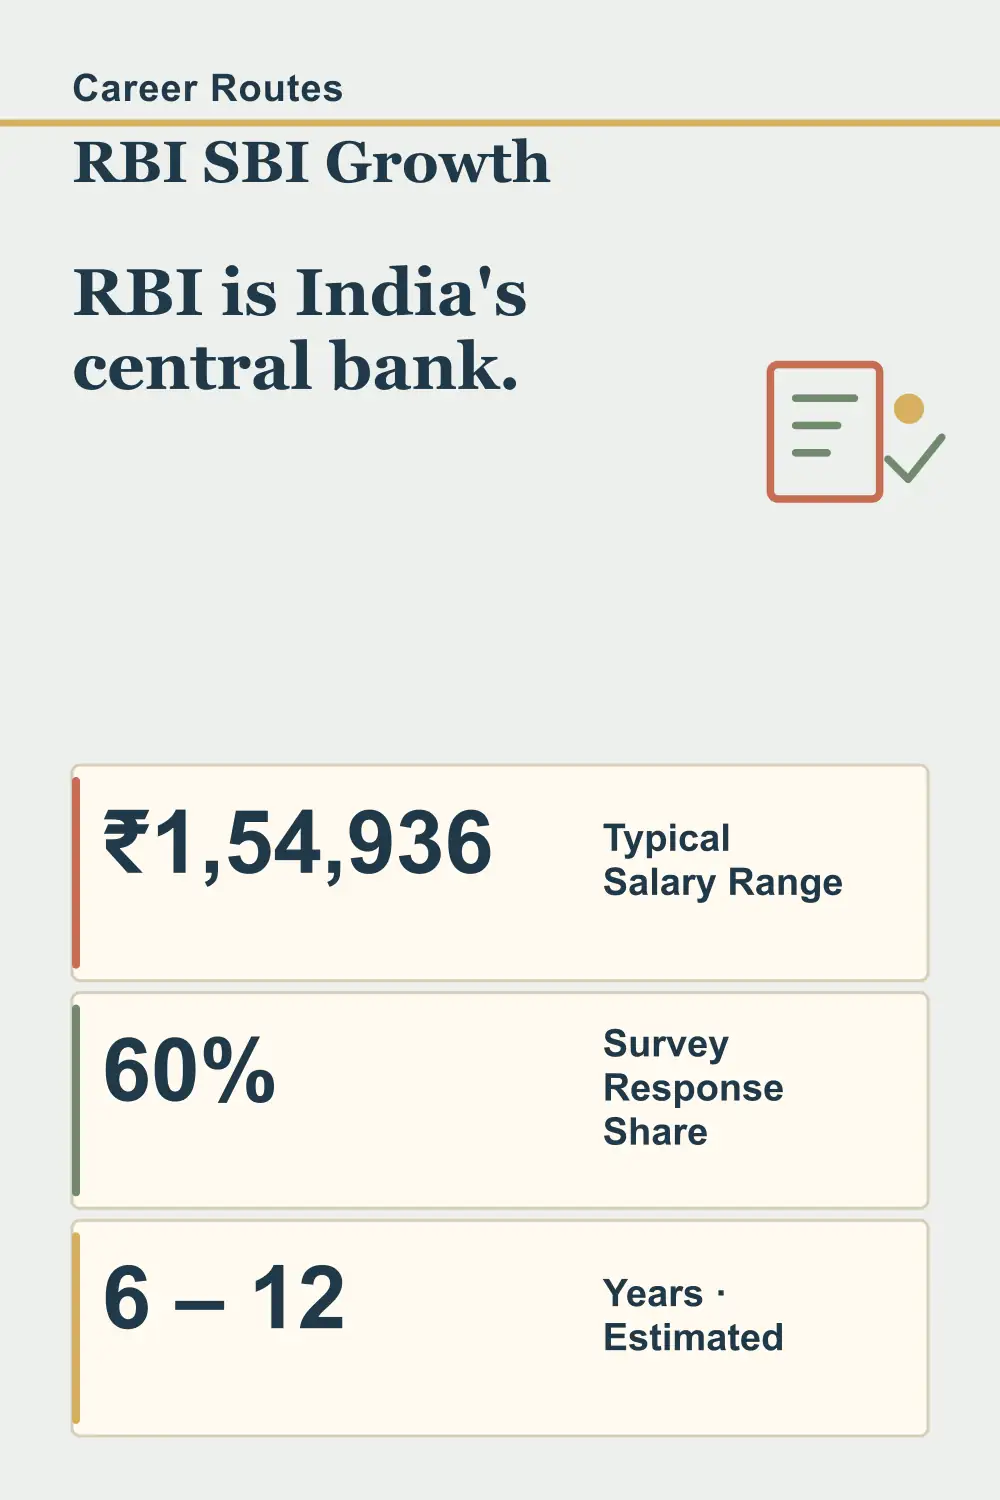 Career Routes
RBI SBI Growth
RBI is India's
central bank.
₹1,54,936
Typical
Salary Range
60%
Survey
Response
Share
6 – 12
Years ·
Estimated